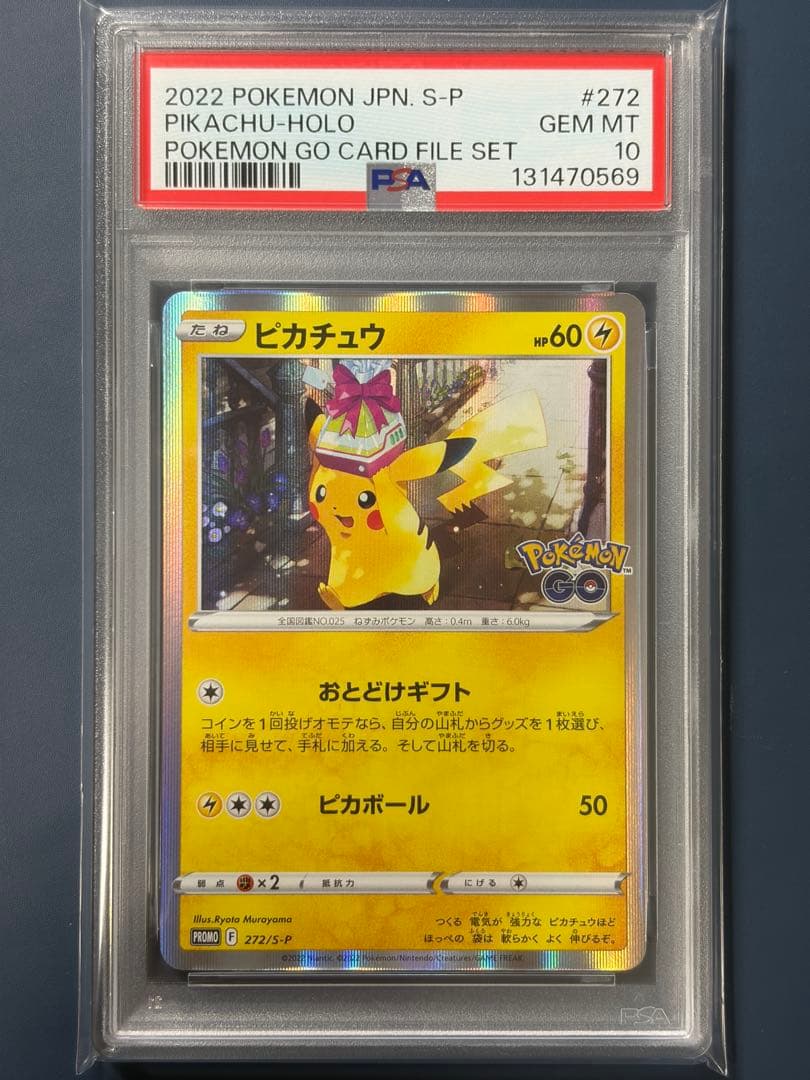 2022 POKEMON JPN. S-P #272
PIKACHU-HOLO GEM MT
POKEMON GO CARD FILE SET 10
PSA 131470569
たね ピカチュウ HP60
POKÉMON™
GO
全国図鑑NO.025 ねずみポケモン 高さ:0.4m 重さ:6.0kg
おとどけギフト
コインを1回投げオモテなら、自分の山札からグッズを1枚選び、
相手に見せて、手札に加える。そして山札を切る。
ピカボール 50
弱点 ×2 抵抗力 にげる
Illus.Ryota Murayama
つくる 電気が 強力な ピカチュウほど
ほっぺの 袋は 軟らかく よく 伸びるぞ。
PROMO F 272/S-P
©2022 Niantic. ©2022 Pokémon/Nintendo/Creatures/GAME FREAK.
PSA